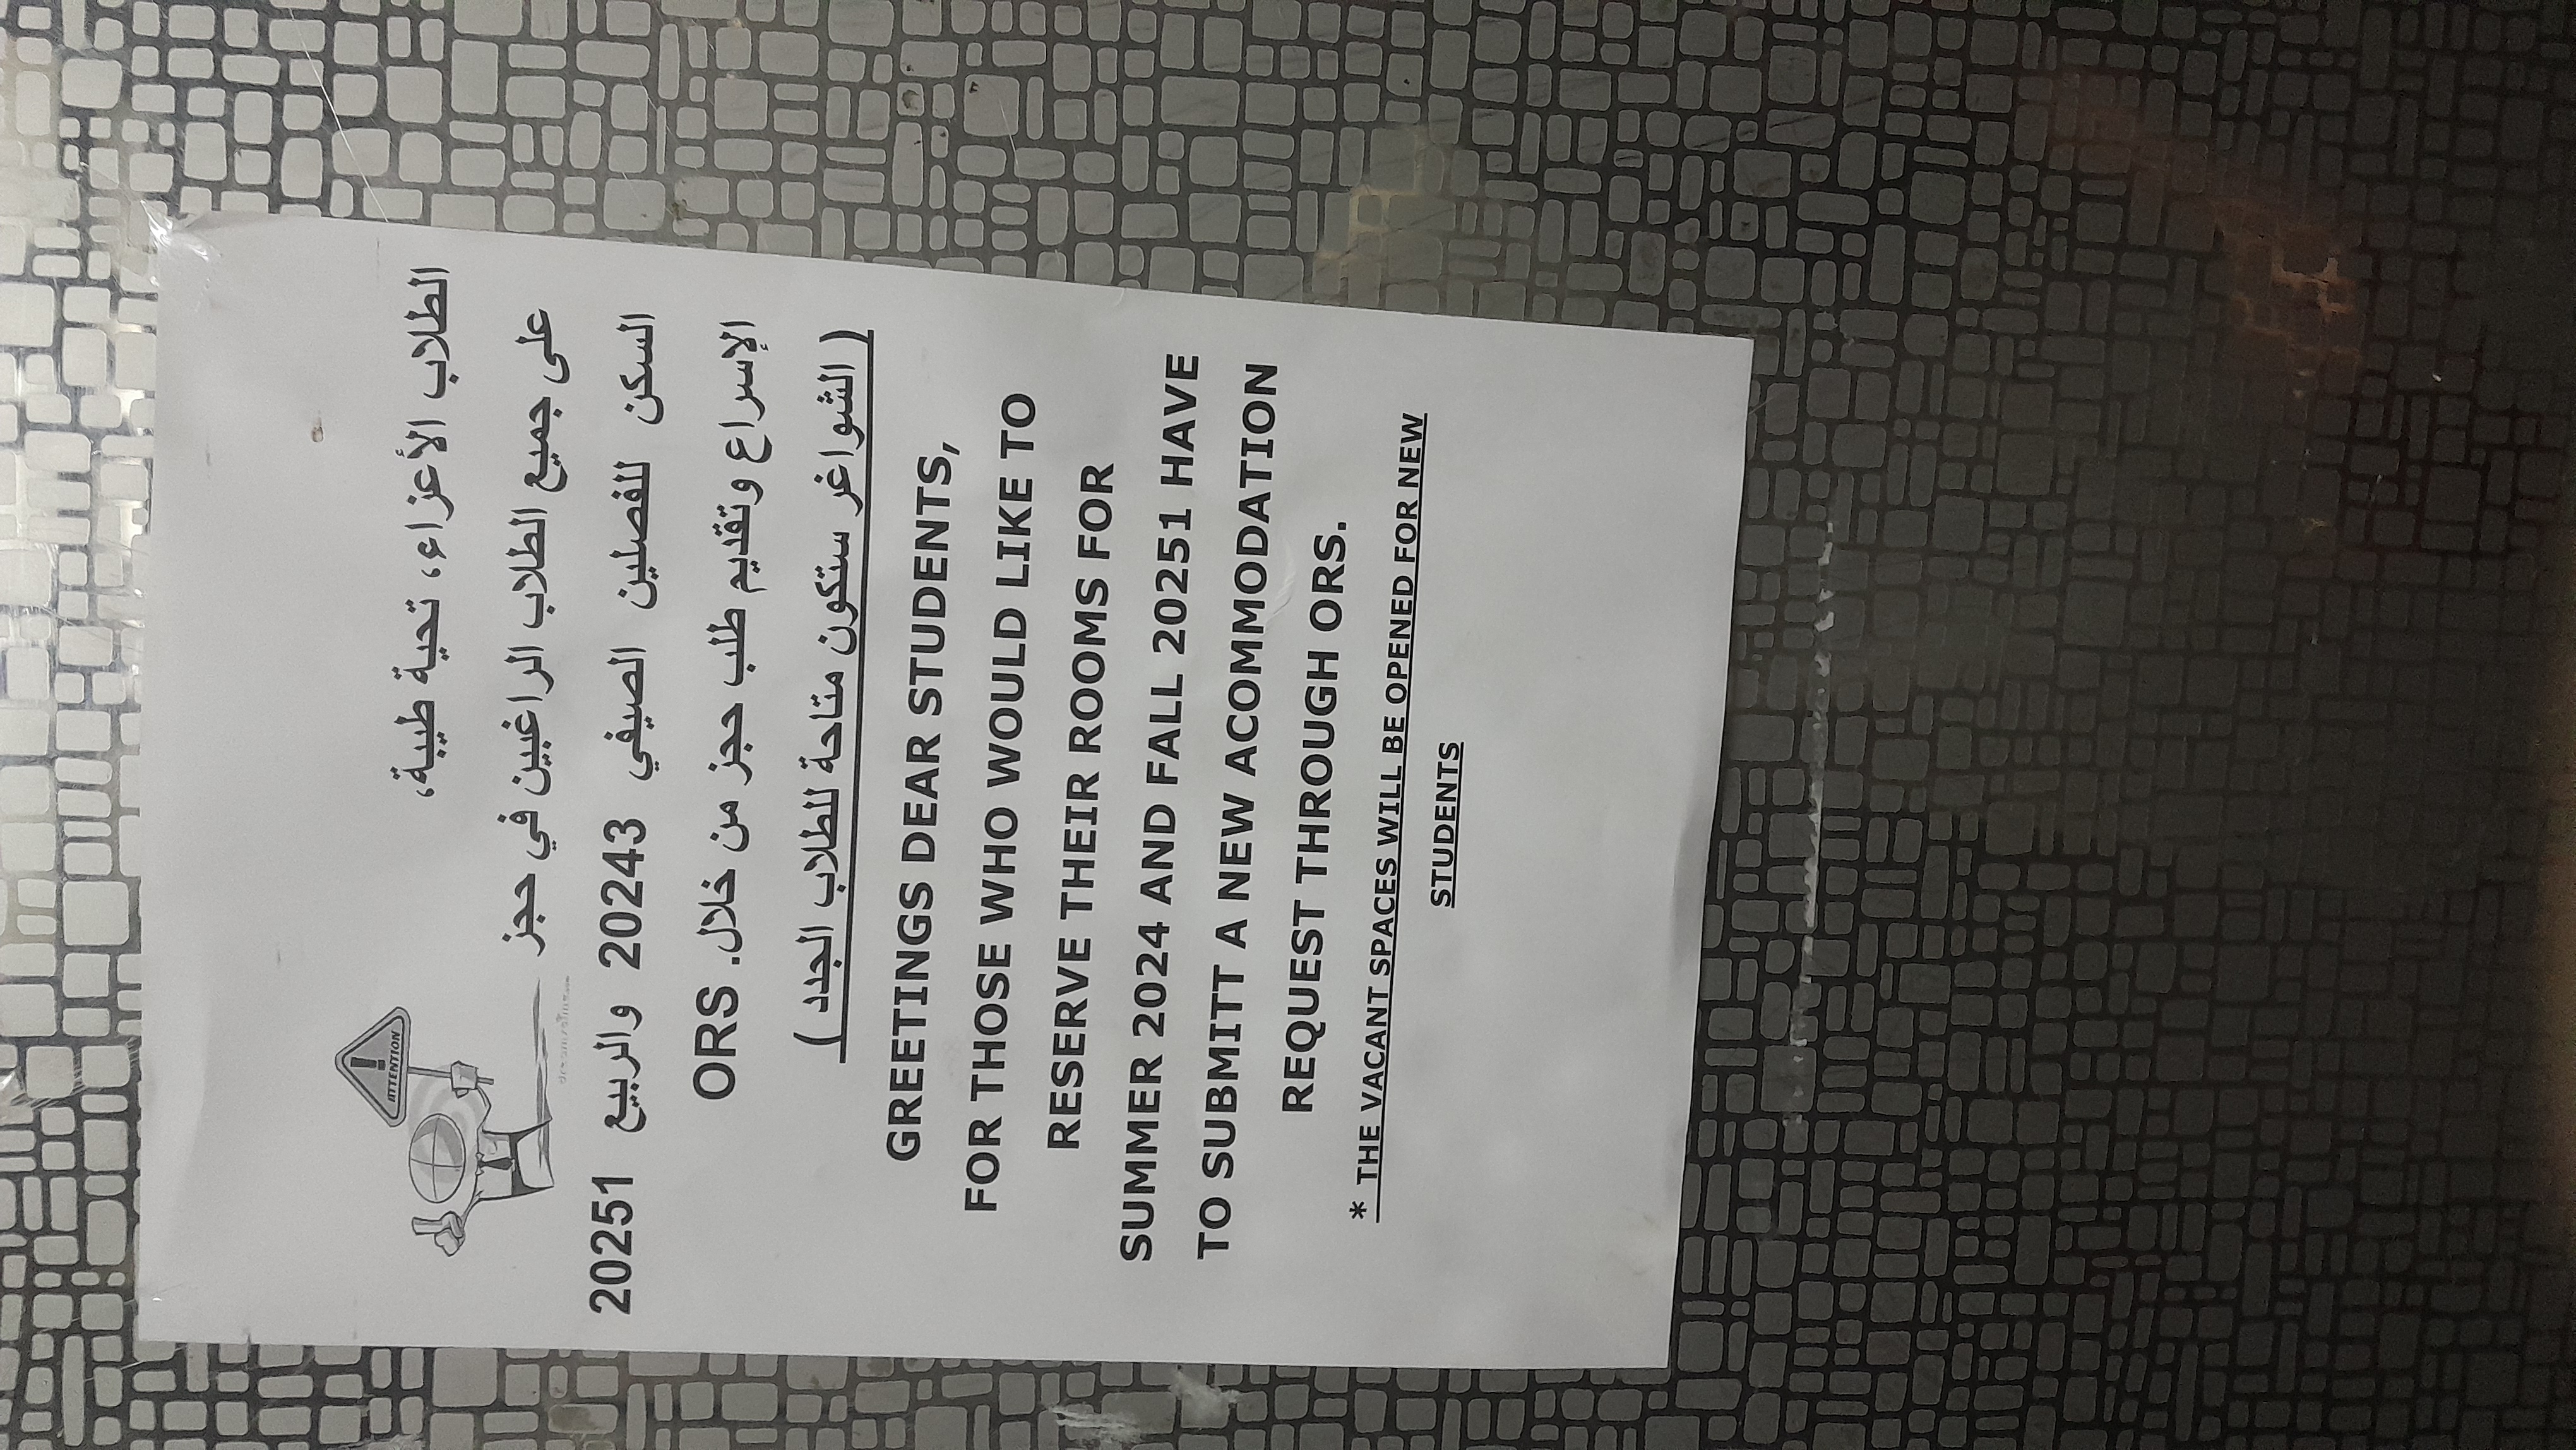 ATTENTION
الطلاب الأعزاء، تحية طيبة،
على جميع الطلاب الراغبين في حجز
السكن للفصلين الصيفي 20243 والربيع 20251
الإسراع وتقديم طلب حجز من خلال. ORS
( الشواغر ستكون متاحة للطلاب الجدد )
GREETINGS DEAR STUDENTS,
FOR THOSE WHO WOULD LIKE TO
RESERVE THEIR ROOMS FOR
SUMMER 2024 AND FALL 20251 HAVE
TO SUBMITT A NEW ACOMMODATION
REQUEST THROUGH ORS.
* THE VACANT SPACES WILL BE OPENED FOR NEW
STUDENTS